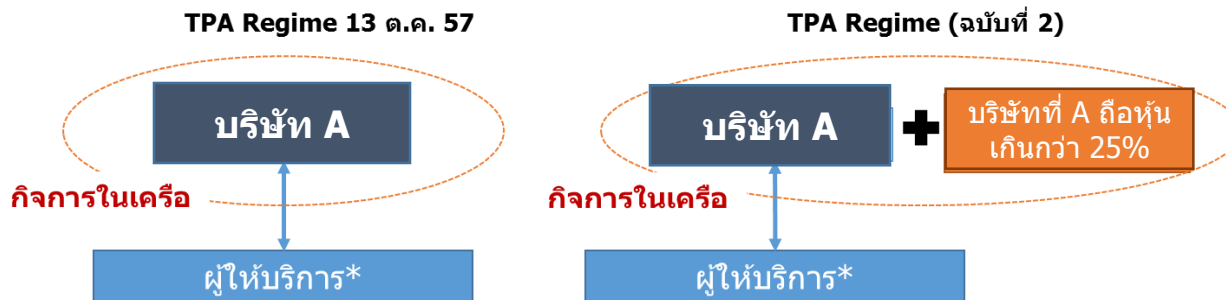 TPA Regime 13 ต.ค. 57
บริษัท A
กิจการในเครือ
ผู้ให้บริการ*
TPA Regime (ฉบับที่ 2)
บริษัท A
บริษัทที่ A ถือหุ้น
เกินกว่า 25%
กิจการในเครือ
ผู้ให้บริการ*